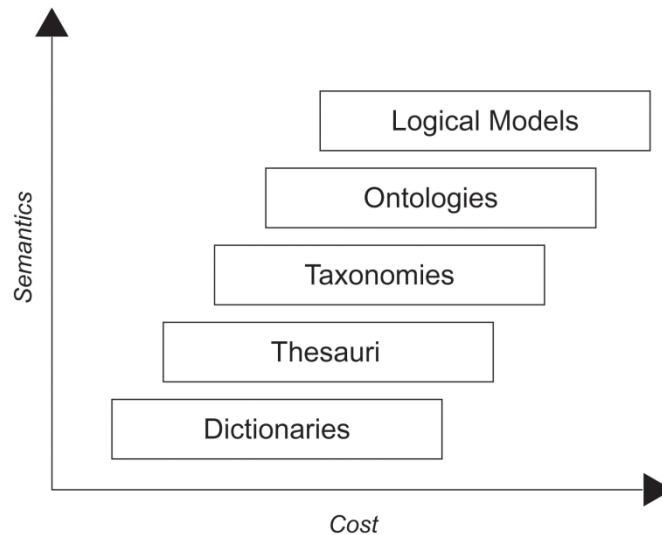 Logical Models
Ontologies
Taxonomies
Thesauri
Dictionaries
Semantics
Cost